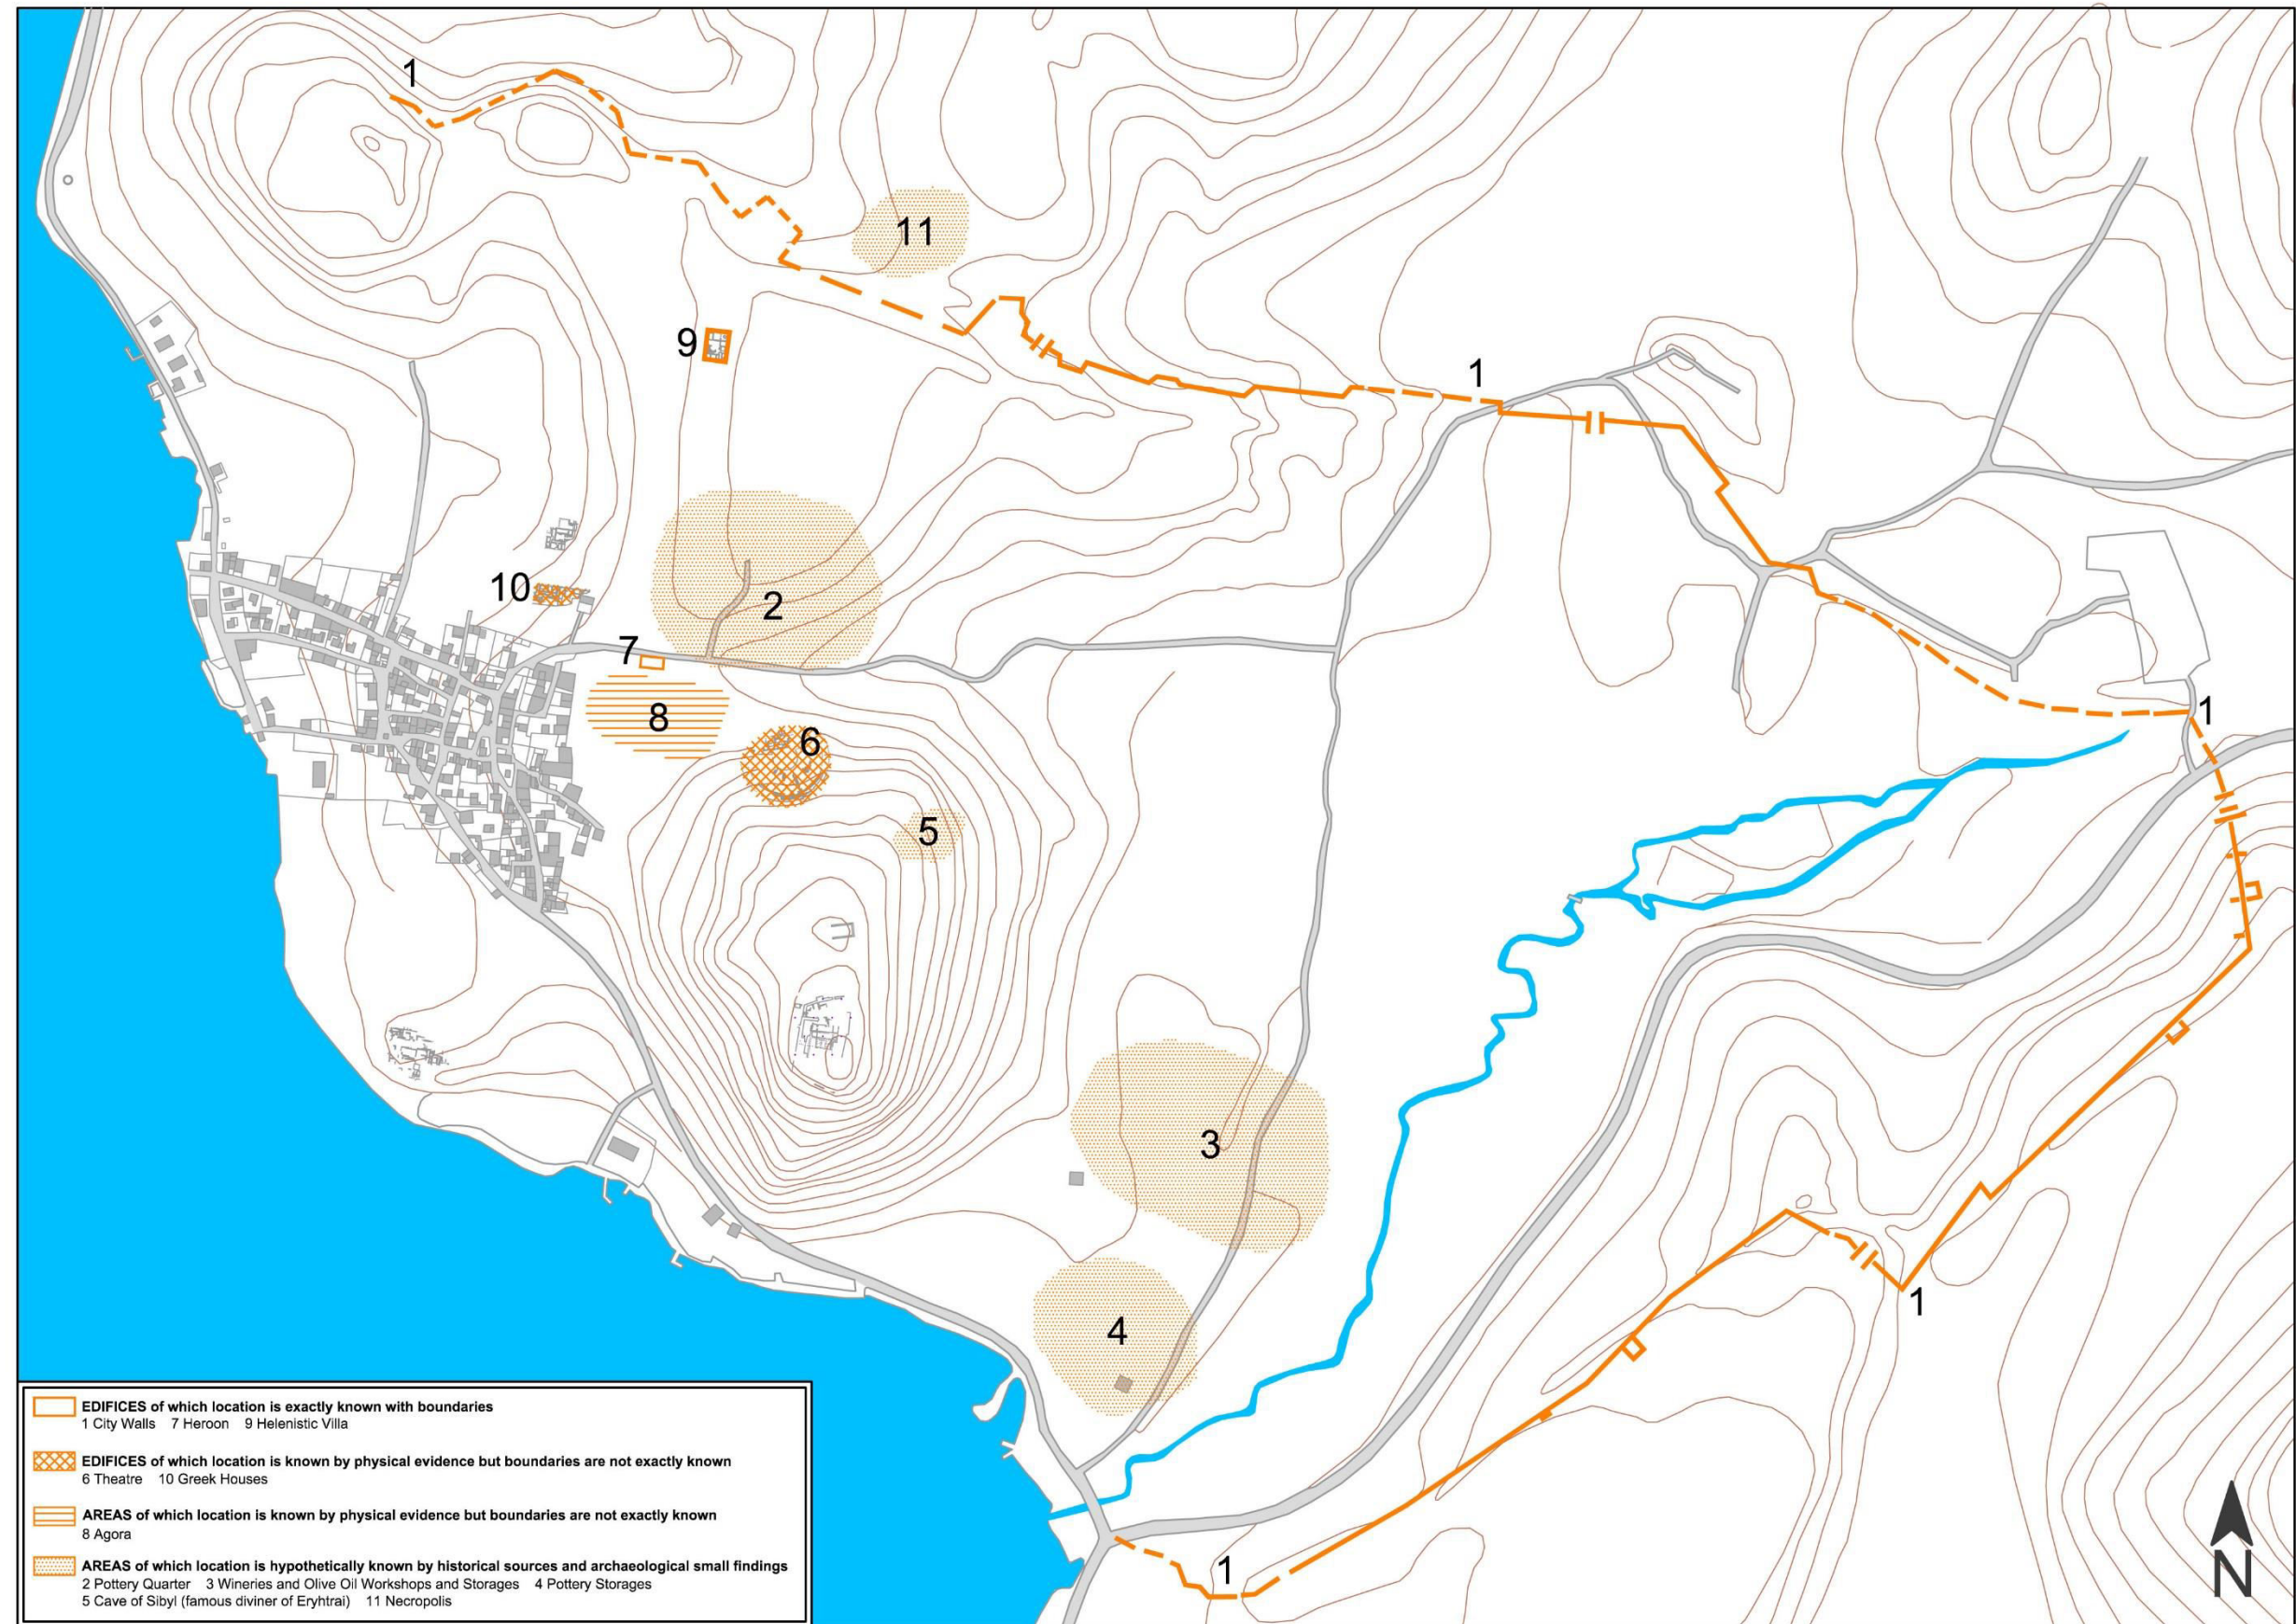 1
11
9
1
10
2
7
8
6
1
5
3
1
4
1
N
EDIFICES of which location is exactly known with boundaries
1 City Walls 7 Heroon 9 Helenistic Villa
EDIFICES of which location is known by physical evidence but boundaries are not exactly known
6 Theatre 10 Greek Houses
AREAS of which location is known by physical evidence but boundaries are not exactly known
8 Agora
AREAS of which location is hypothetically known by historical sources and archaeological small findings
2 Pottery Quarter 3 Wineries and Olive Oil Workshops and Storages 4 Pottery Storages
5 Cave of Sibyl (famous diviner of Eryhtrai) 11 Necropolis